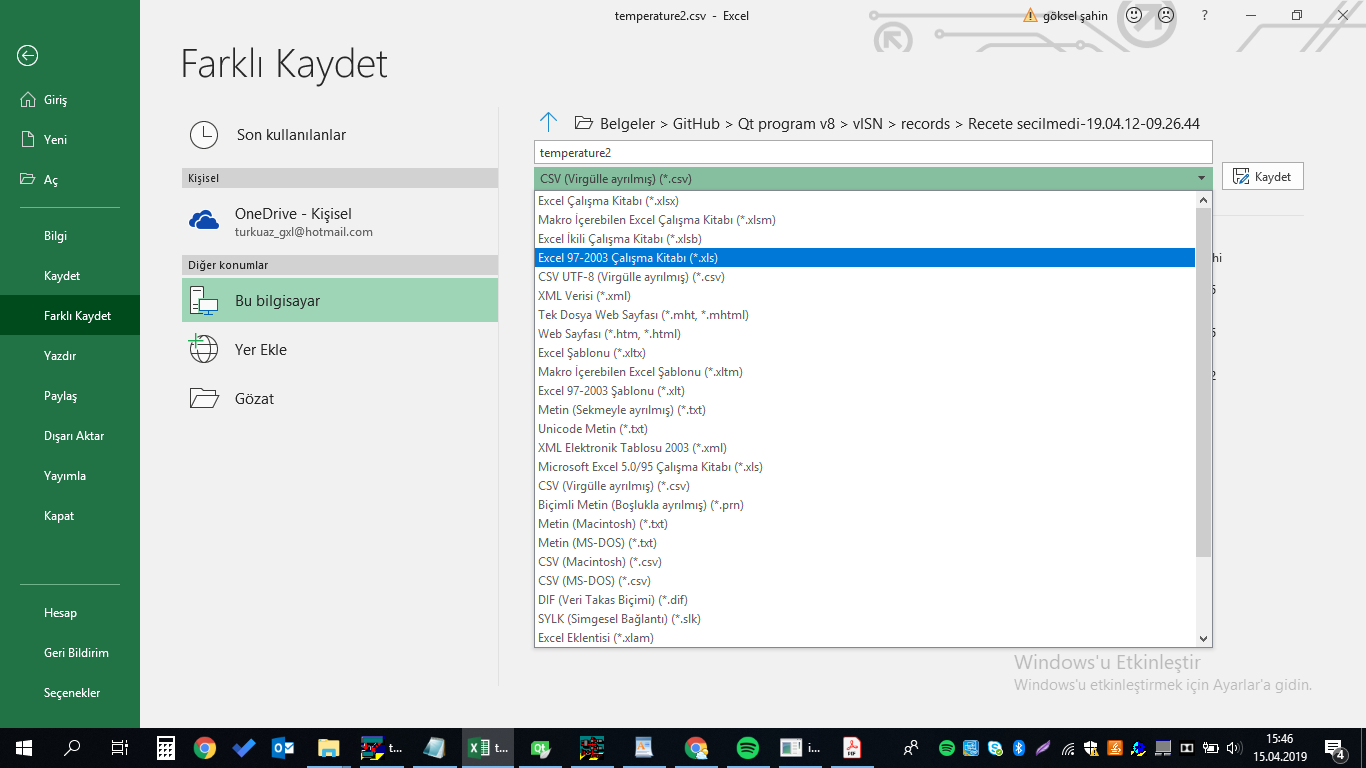 temperature2.csv - Excel
göksel şahin
?
Farklı Kaydet
Giriş
Yeni
Aç
Bilgi
Kaydet
Farklı Kaydet
Yazdır
Paylaş
Dışarı Aktar
Yayımla
Kapat
Hesap
Geri Bildirim
Seçenekler
Son kullanılanlar
Kişisel
OneDrive - Kişisel
turkuaz_gxl@hotmail.com
Diğer konumlar
Bu bilgisayar
Yer Ekle
Gözat
Belgeler > GitHub > Qt program v8 > vISN > records > Recete secilmedi-19.04.12-09.26.44
temperature2
CSV (Virgülle ayrılmış) (*.csv)
Kaydet
Excel Çalışma Kitabı (*.xlsx)
Makro İçerebilen Excel Çalışma Kitabı (*.xlsm)
Excel İkili Çalışma Kitabı (*.xlsb)
Excel 97-2003 Çalışma Kitabı (*.xls)
CSV UTF-8 (Virgülle ayrılmış) (*.csv)
XML Verisi (*.xml)
Tek Dosya Web Sayfası (*.mht, *.mhtml)
Web Sayfası (*.htm, *.html)
Excel Şablonu (*.xltx)
Makro İçerebilen Excel Şablonu (*.xltm)
Excel 97-2003 Şablonu (*.xlt)
Metin (Sekmeyle ayrılmış) (*.txt)
Unicode Metin (*.txt)
XML Elektronik Tablosu 2003 (*.xml)
Microsoft Excel 5.0/95 Çalışma Kitabı (*.xls)
CSV (Virgülle ayrılmış) (*.csv)
Biçimli Metin (Boşlukla ayrılmış) (*.prn)
Metin (Macintosh) (*.txt)
Metin (MS-DOS) (*.txt)
CSV (Macintosh) (*.csv)
CSV (MS-DOS) (*.csv)
DIF (Veri Takas Biçimi) (*.dif)
SYLK (Simgesel Bağlantı) (*.slk)
Excel Eklentisi (*.xlam)
hi
Windows'u Etkinleştir
Windows'u etkinleştirmek için Ayarlar'a gidin.
t...
t...
i...
15:46
15.04.2019
4